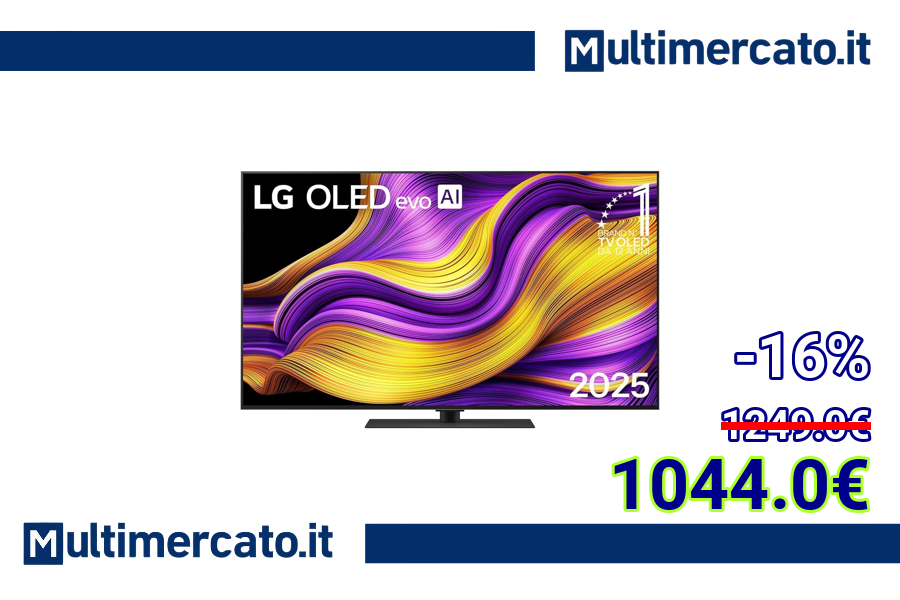 Multimercato.it
LG OLED evo AI
1
BRAND N.
TV OLED
DA 12 ANNI
2025
-16%
1249.0€
1044.0€
Multimercato.it